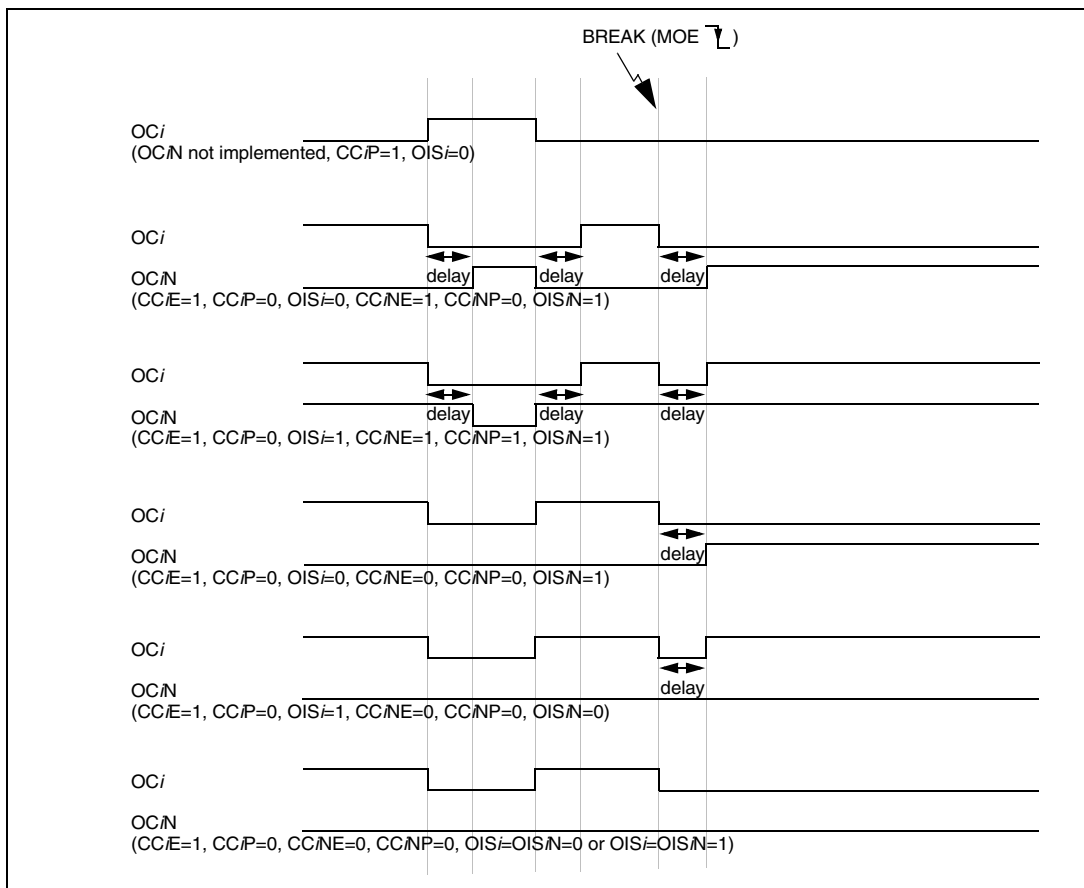 BREAK (MOE )
OCi
(OCiN not implemented, CCiP=1, OISi=0)
OCi
delay delay delay
OCiN
(CCiE=1, CCiP=0, OISi=0, CCiNE=1, CCiNP=0, OISiN=1)
OCi
delay delay delay
OCiN
(CCiE=1, CCiP=0, OISi=1, CCiNE=1, CCiNP=1, OISiN=1)
OCi
delay
OCiN
(CCiE=1, CCiP=0, OISi=0, CCiNE=0, CCiNP=0, OISiN=1)
OCi
delay
OCiN
(CCiE=1, CCiP=0, OISi=1, CCiNE=0, CCiNP=0, OISiN=0)
OCi
OCiN
(CCiE=1, CCiP=0, CCiNE=0, CCiNP=0, OISi=OISiN=0 or OISi=OISiN=1)